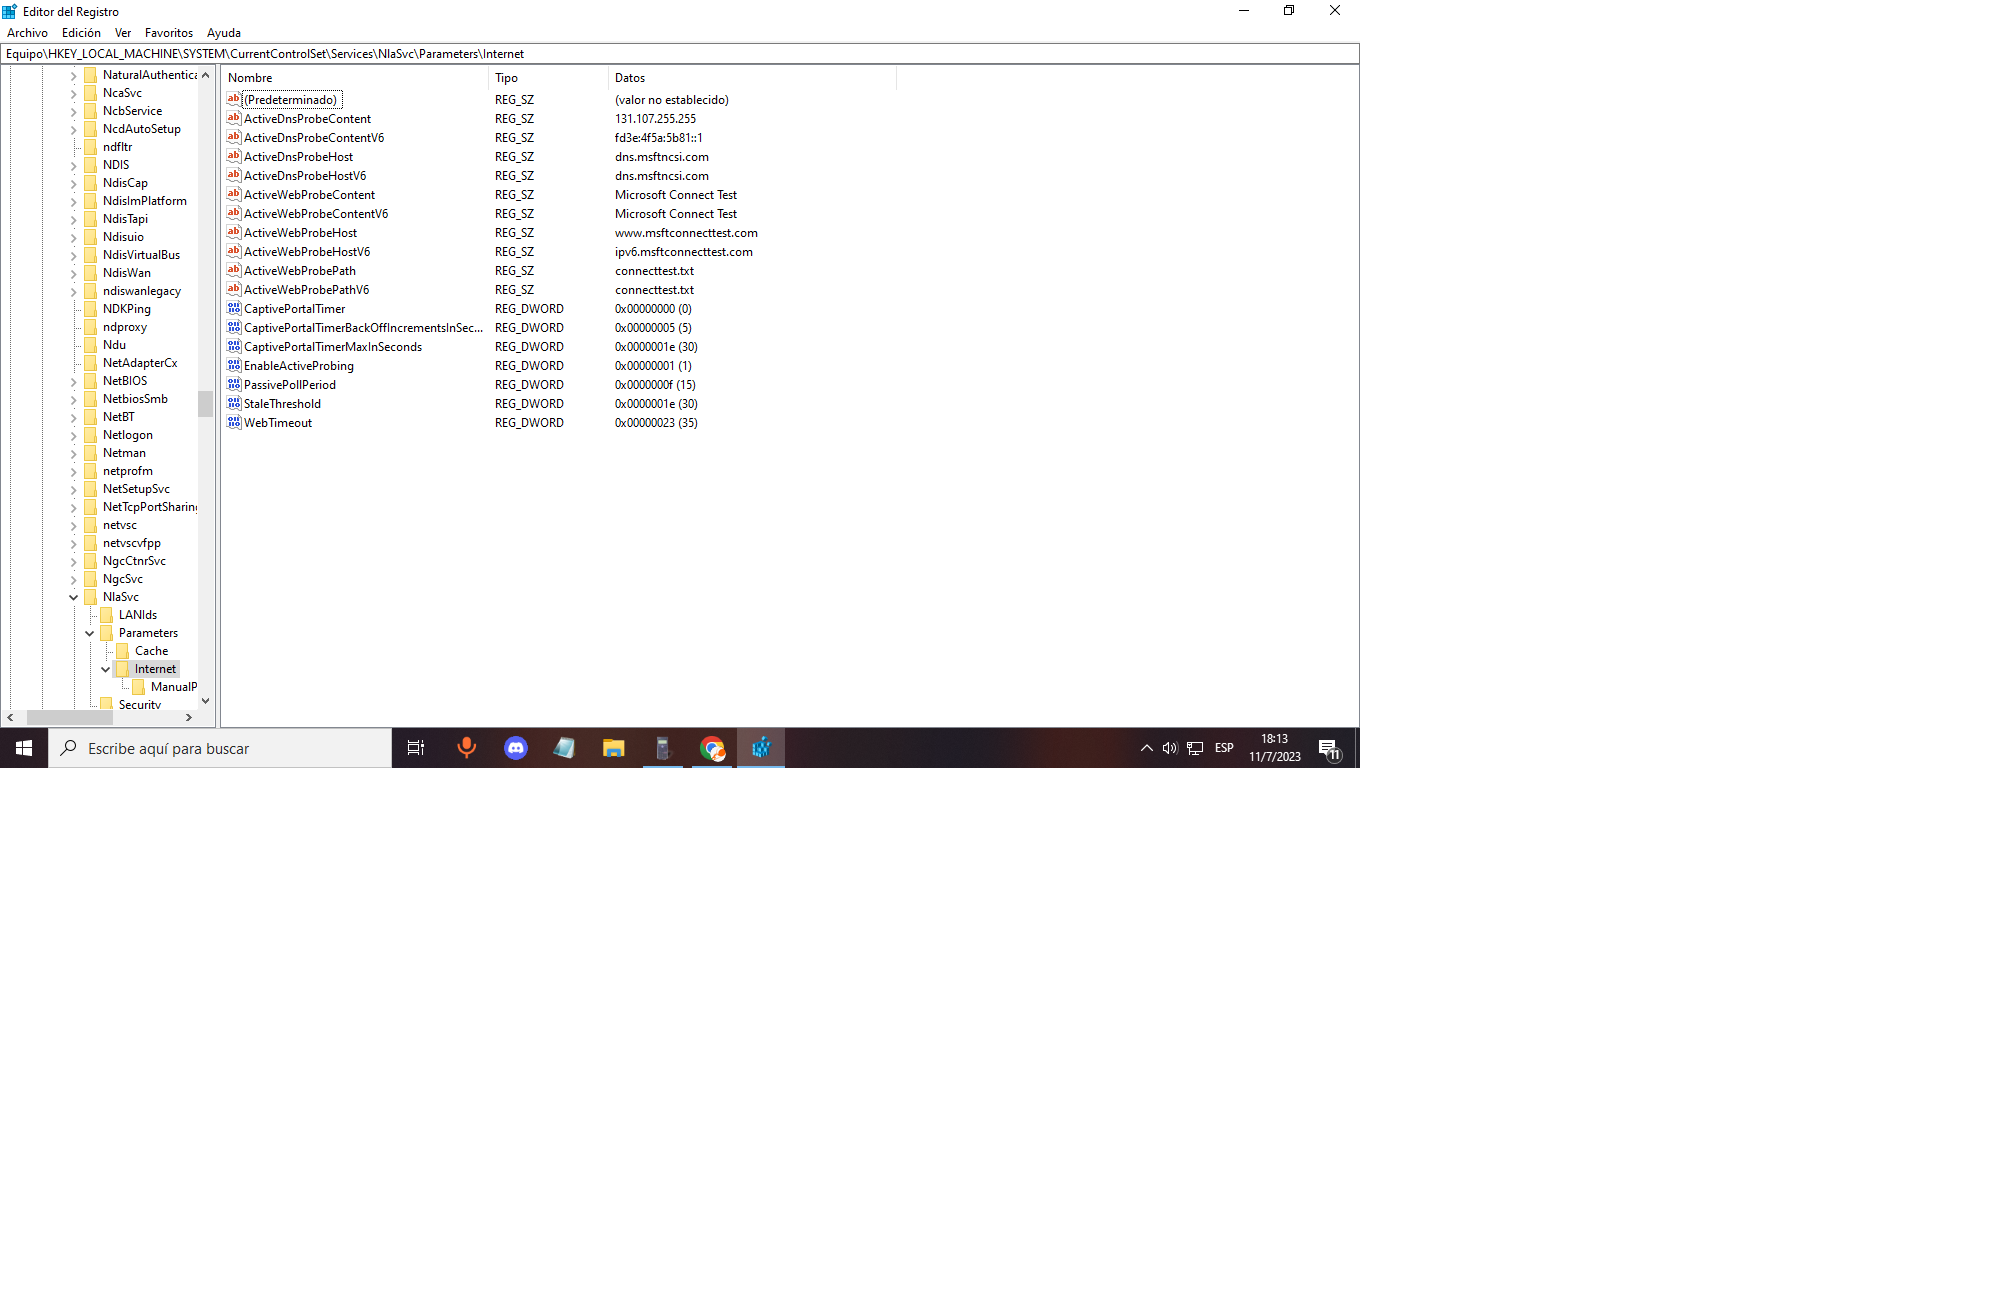 Editor del Registro
Archivo Edición Ver Favoritos Ayuda
Equipo\HKEY_LOCAL_MACHINE\SYSTEM\CurrentControlSet\Services\NlaSvc\Parameters\Internet
NaturalAuthentica
NcaSvc
NcbService
NcdAutoSetup
ndfltr
NDIS
NdisCap
NdisImPlatform
NdisTapi
Ndisuio
NdisVirtualBus
NdisWan
ndiswanlegacy
NDKPing
ndproxy
Ndu
NetAdapterCx
NetBIOS
NetbiosSmb
NetBT
Netlogon
Netman
netprofm
NetSetupSvc
NetTcpPortSharing
netvsc
netvscvfpp
NgcCtnrSvc
NgcSvc
NlaSvc
LANIds
Parameters
Cache
Internet
ManualP
Security
Nombre Tipo Datos
(Predeterminado) REG_SZ (valor no establecido)
ActiveDnsProbeContent REG_SZ 131.107.255.255
ActiveDnsProbeContentV6 REG_SZ fd3e:4f5a:5b81::1
ActiveDnsProbeHost REG_SZ dns.msftncsi.com
ActiveDnsProbeHostV6 REG_SZ dns.msftncsi.com
ActiveWebProbeContent REG_SZ Microsoft Connect Test
ActiveWebProbeContentV6 REG_SZ Microsoft Connect Test
ActiveWebProbeHost REG_SZ www.msftconnecttest.com
ActiveWebProbeHostV6 REG_SZ ipv6.msftconnecttest.com
ActiveWebProbePath REG_SZ connecttest.txt
ActiveWebProbePathV6 REG_SZ connecttest.txt
CaptivePortalTimer REG_DWORD 0x00000000 (0)
CaptivePortalTimerBackOffIncrementsInSec... REG_DWORD 0x00000005 (5)
CaptivePortalTimerMaxInSeconds REG_DWORD 0x0000001e (30)
EnableActiveProbing REG_DWORD 0x00000001 (1)
PassivePollPeriod REG_DWORD 0x0000000f (15)
StaleThreshold REG_DWORD 0x0000001e (30)
WebTimeout REG_DWORD 0x00000023 (35)
Escribe aquí para buscar
ESP
18:13
11/7/2023
11